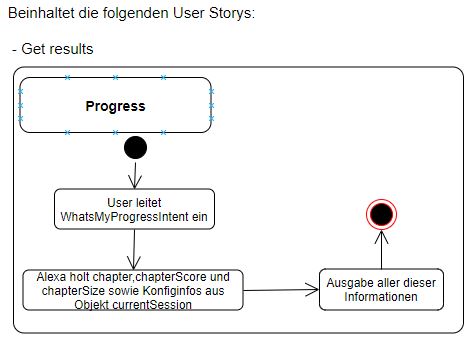 Beinhaltet die folgenden User Storys:
- Get results
Progress
User leitet
WhatsMyProgressIntent ein
Alexa holt chapter,chapterScore und
chapterSize sowie Konfiginfos aus
Objekt currentSession
Ausgabe aller dieser
Informationen